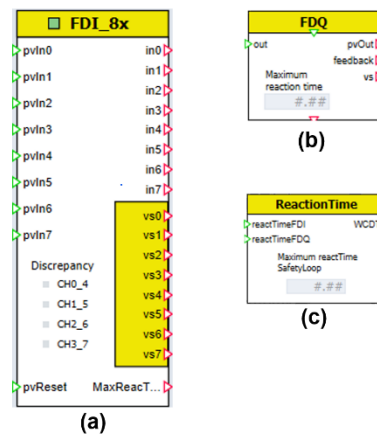 FDI_8x
pvIn0
pvIn1
pvIn2
pvIn3
pvIn4
pvIn5
pvIn6
pvIn7
in0
in1
in2
in3
in4
in5
in6
in7
vs0
vs1
vs2
vs3
vs4
vs5
vs6
vs7
Discrepancy
CH0_4
CH1_5
CH2_6
CH3_7
pvReset
MaxReacT...
(a)
FDQ
out
pvOut
feedback
vs
Maximum
reaction time
#.##
(b)
ReactionTime
reactTimeFDI
WCDT
reactTimeFDQ
Maximum reactTime
SafetyLoop
#.##
(c)